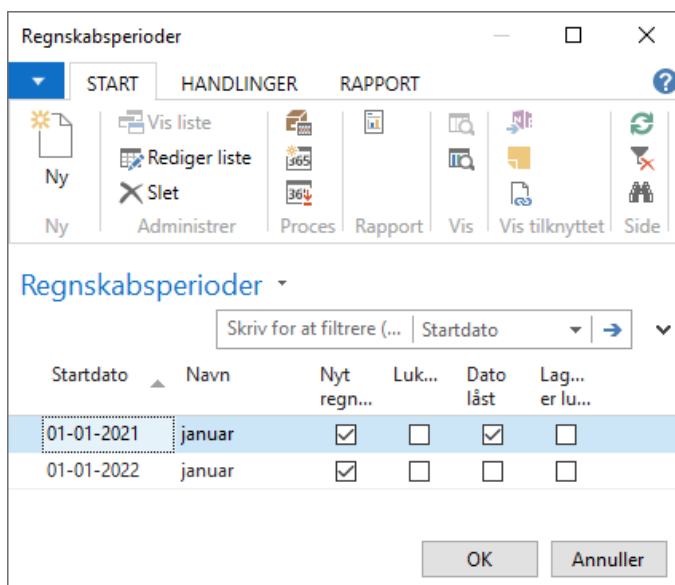 Regnskabsperioder
START HANDLINGER RAPPORT
Vis liste
Rediger liste
Ny
Slet
Ny Administrer Proces Rapport Vis Vis tilknyttet Side
Regnskabsperioder
Skriv for at filtrere (... Startdato
Startdato Navn Nyt Luk... Dato Lag...
regn... låst er lu...
01-01-2021 januar
01-01-2022 januar
OK Annuller